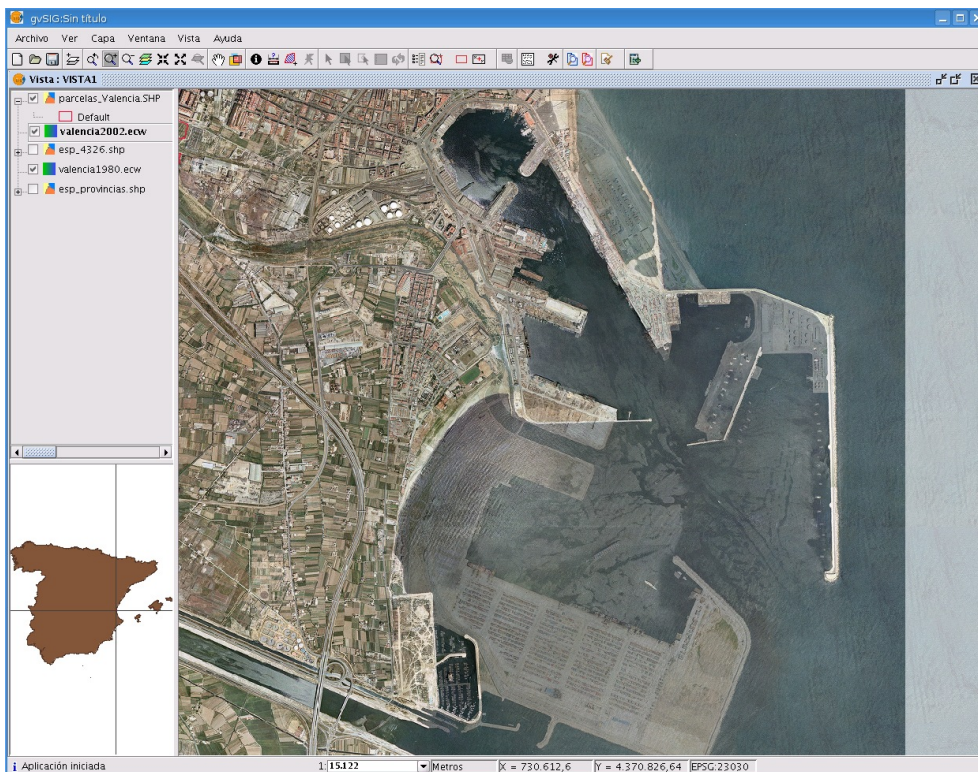 gvSIG:Sin título
Archivo Ver Capa Ventana Vista Ayuda
Vista : VISTA1
parcelas_Valencia.SHP
Default
valencia2002.ecw
esp_4326.shp
valencia1980.ecw
esp_provincias.shp
Aplicación iniciada
1: 15.122
Metros
X = 730.612,6
Y = 4.370.826,64
EPSG:23030